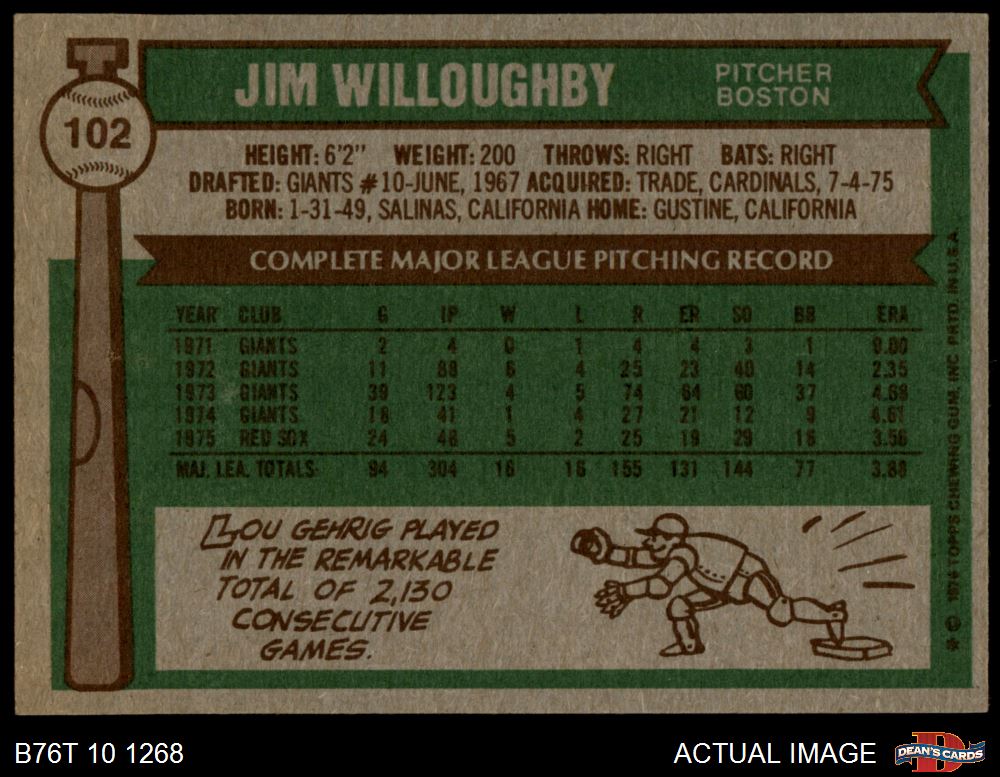 102
JIM WILLOUGHBY
PITCHER
BOSTON
HEIGHT: 6'2" WEIGHT: 200 THROWS: RIGHT BATS: RIGHT
DRAFTED: GIANTS #10-JUNE, 1967 ACQUIRED: TRADE, CARDINALS, 7-4-75
BORN: 1-31-49, SALINAS, CALIFORNIA HOME: GUSTINE, CALIFORNIA
COMPLETE MAJOR LEAGUE PITCHING RECORD
YEAR CLUB G IP W L R ER SO BB ERA
1971 GIANTS 2 4 0 1 4 4 3 1 9.00
1972 GIANTS 11 88 6 4 25 23 40 14 2.35
1973 GIANTS 39 123 4 5 74 64 60 37 4.68
1974 GIANTS 18 41 1 4 27 21 12 9 4.61
1975 RED SOX 24 48 5 2 25 19 29 16 3.56
MAJ. LEA. TOTALS 94 304 16 16 155 131 144 77 3.88
LOU GEHRIG PLAYED
IN THE REMARKABLE
TOTAL OF 2,130
CONSECUTIVE
GAMES.
* © 1976 TOPPS CHEWING GUM, INC. PRTD. IN U.S.A.
B76T 10 1268
ACTUAL IMAGE
DEAN'S CARDS